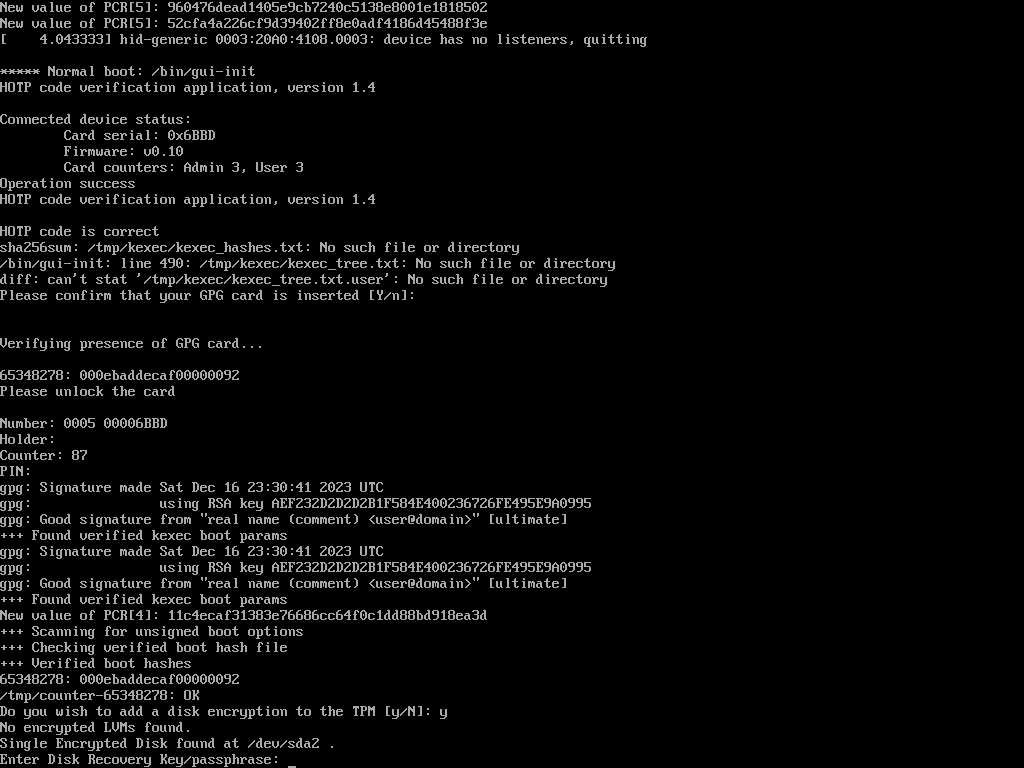 New value of PCR[5]: 960476dead1405e9cb7240c5138e8001e1818502
New value of PCR[5]: 52cfa4a226cf9d39402ff8e0adf4186d45488f3e
[    4.043333] hid-generic 0003:20A0:4108.0003: device has no listeners, quitting
***** Normal boot: /bin/gui-init
HOTP code verification application, version 1.4
Connected device status:
Card serial: 0x6BBD
Firmware: v0.10
Card counters: Admin 3, User 3
Operation success
HOTP code verification application, version 1.4
HOTP code is correct
sha256sum: /tmp/kexec/kexec_hashes.txt: No such file or directory
/bin/gui-init: line 490: /tmp/kexec/kexec_tree.txt: No such file or directory
diff: can't stat '/tmp/kexec/kexec_tree.txt.user': No such file or directory
Please confirm that your GPG card is inserted [Y/n]:
Verifying presence of GPG card...
65348278: 000ebaddecaf00000092
Please unlock the card
Number: 0005 00006BBD
Holder:
Counter: 87
PIN:
gpg: Signature made Sat Dec 16 23:30:41 2023 UTC
gpg:                using RSA key AEF232D2D2D2B1F584E400236726FE495E9A0995
gpg: Good signature from "real name (comment) <user@domain>" [ultimate]
+++ Found verified kexec boot params
gpg: Signature made Sat Dec 16 23:30:41 2023 UTC
gpg:                using RSA key AEF232D2D2D2B1F584E400236726FE495E9A0995
gpg: Good signature from "real name (comment) <user@domain>" [ultimate]
+++ Found verified kexec boot params
New value of PCR[4]: 11c4ecaf31383e76686cc64f0c1dd88bd918ea3d
+++ Scanning for unsigned boot options
+++ Checking verified boot hash file
+++ Verified boot hashes
65348278: 000ebaddecaf00000092
/tmp/counter-65348278: OK
Do you wish to add a disk encryption to the TPM [y/N]: y
No encrypted LVMs found.
Single Encrypted Disk found at /dev/sda2 .
Enter Disk Recovery Key/passphrase: _